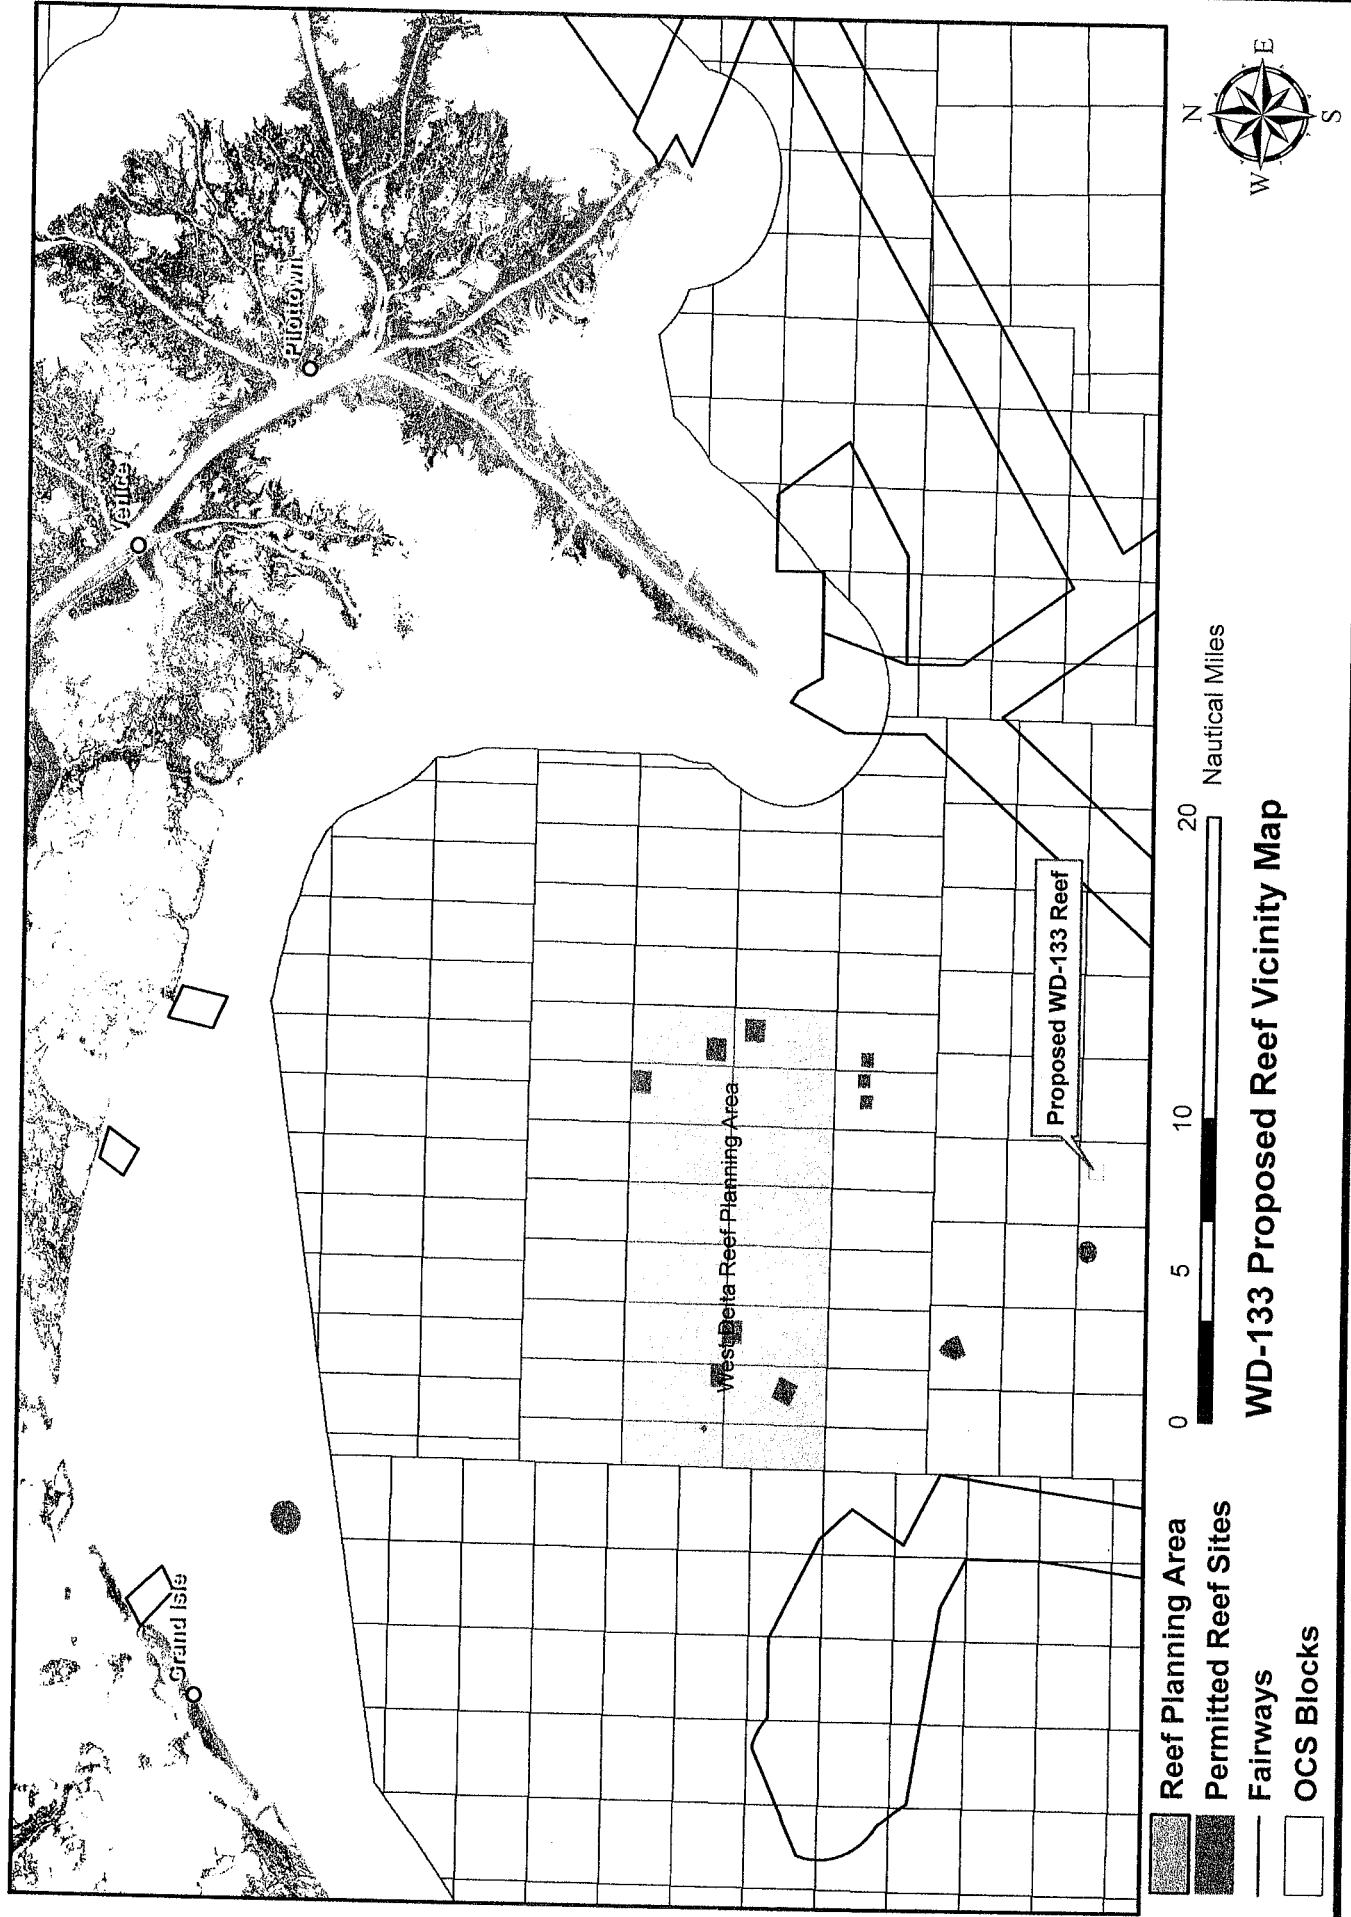 Venice
Pilottown
Grand Isle
West Delta Reef Planning Area
Proposed WD-133 Reef
Reef Planning Area
Permitted Reef Sites
Fairways
OCS Blocks
0 5 10 20 Nautical Miles
WD-133 Proposed Reef Vicinity Map
N
W E
S